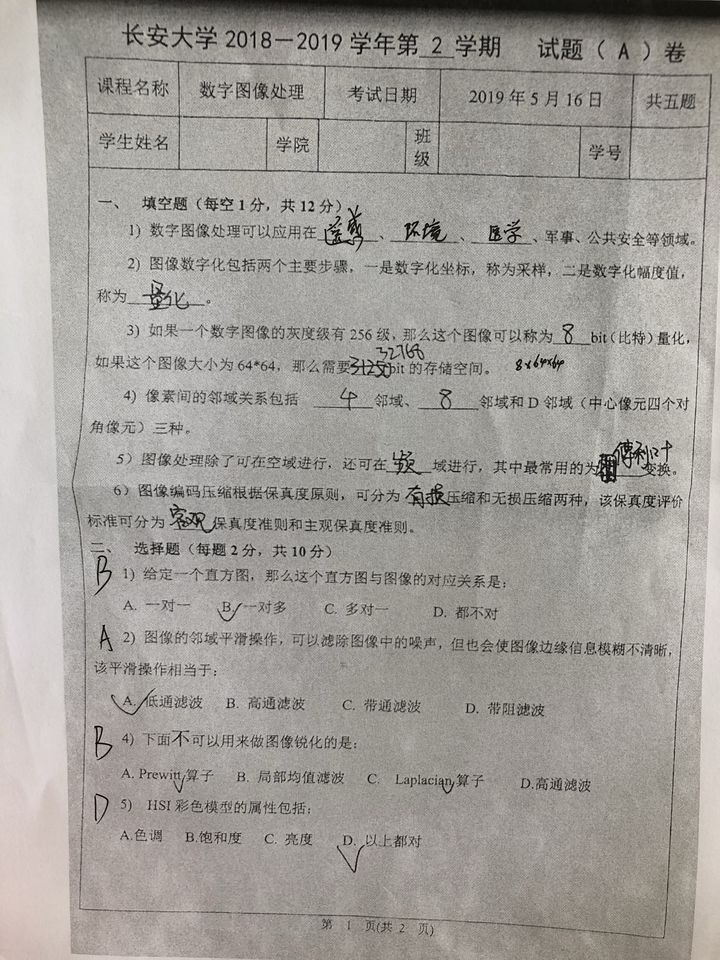 长安大学 2018—2019 学年第 2 学期 试题（ A ）卷
课程名称 数字图像处理 考试日期 2019 年 5 月 16 日 共五题
学生姓名 学院 班级 学号
一、 填空题（每空 1 分，共 12 分）
1）数字图像处理可以应用在 遥感 、 环境 、 医学 、军事、公共安全等领域。
2）图像数字化包括两个主要步骤，一是数字化坐标，称为采样，二是数字化幅度值，
称为 量化 。
3）如果一个数字图像的灰度级有 256 级，那么这个图像可以称为 8 bit（比特）量化，
32768
如果这个图像大小为 64*64，那么需要 31250 bit 的存储空间。 8×64×64
4）像素间的邻域关系包括 4 邻域、 8 邻域和 D 邻域（中心像元四个对
角像元）三种。
5）图像处理除了可在空域进行，还可在 频 域进行，其中最常用的为 傅利叶 变换。
6）图像编码压缩根据保真度原则，可分为 有损 压缩和无损压缩两种，该保真度评价
标准可分为 客观 保真度准则和主观保真度准则。
二、 选择题（每题 2 分，共 10 分）
B 1）给定一个直方图，那么这个直方图与图像的对应关系是：
A. 一对一 B. 一对多 C. 多对一 D. 都不对
A 2）图像的邻域平滑操作，可以滤除图像中的噪声，但也会使图像边缘信息模糊不清晰，
该平滑操作相当于：
A. 低通滤波 B. 高通滤波 C. 带通滤波 D. 带阻滤波
B 4）下面不可以用来做图像锐化的是：
A. Prewitt 算子 B. 局部均值滤波 C. Laplacian 算子 D.高通滤波
D 5） HSI 彩色模型的属性包括：
A.色调 B.饱和度 C. 亮度 D. 以上都对
第 1 页(共 2 页)